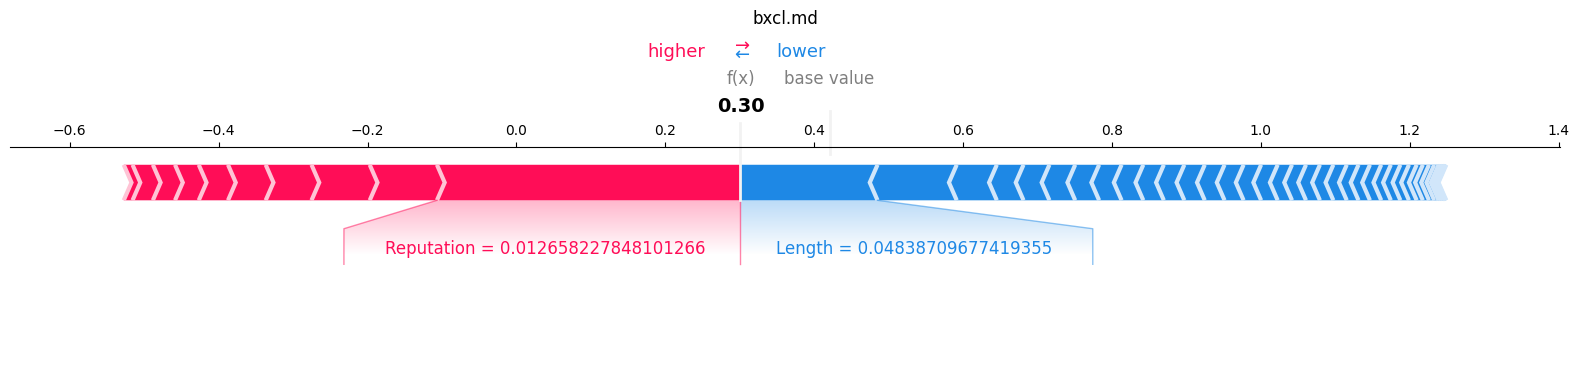 bxcl.md
higher ⇄ lower
f(x) base value
0.30
−0.6 −0.4 −0.2 0.0 0.2 0.4 0.6 0.8 1.0 1.2 1.4
Reputation = 0.012658227848101266 Length = 0.04838709677419355